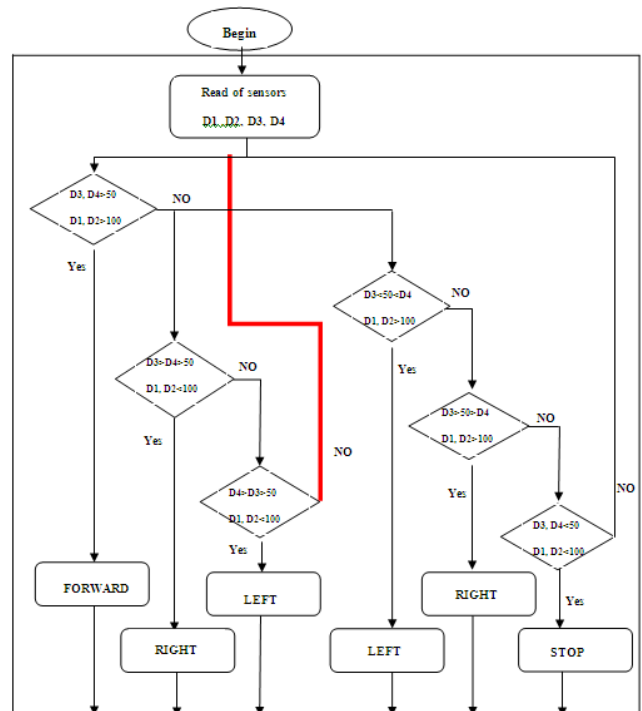 Begin
Read of sensors
D1, D2, D3, D4
D3, D4>50
D1, D2>100
NO
Yes
D3<50<D4
D1, D2>100
NO
Yes
D3>D4>50
D1, D2<100
NO
Yes
D3>50>D4
D1, D2>100
NO
Yes
D4>D3>50
D1, D2<100
NO
Yes
D3, D4<50
D1, D2<100
NO
Yes
FORWARD
LEFT
RIGHT
RIGHT
LEFT
STOP